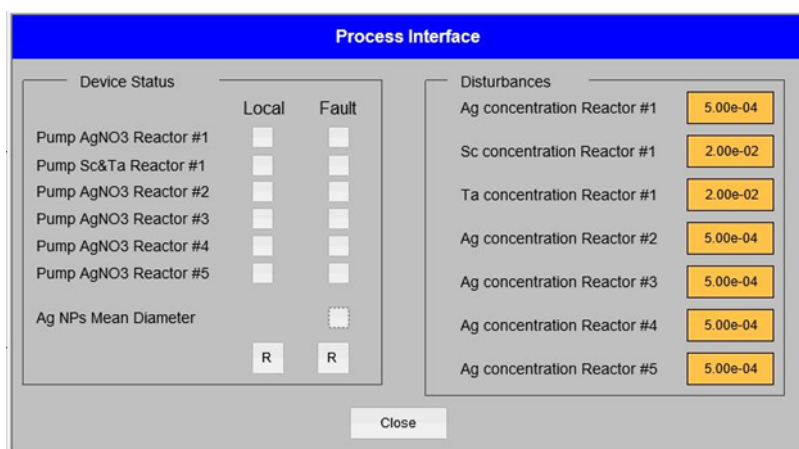 Process Interface
Device Status
Local Fault
Pump AgNO3 Reactor #1
Pump Sc&Ta Reactor #1
Pump AgNO3 Reactor #2
Pump AgNO3 Reactor #3
Pump AgNO3 Reactor #4
Pump AgNO3 Reactor #5
Ag NPs Mean Diameter
R R
Disturbances
Ag concentration Reactor #1 5.00e-04
Sc concentration Reactor #1 2.00e-02
Ta concentration Reactor #1 2.00e-02
Ag concentration Reactor #2 5.00e-04
Ag concentration Reactor #3 5.00e-04
Ag concentration Reactor #4 5.00e-04
Ag concentration Reactor #5 5.00e-04
Close